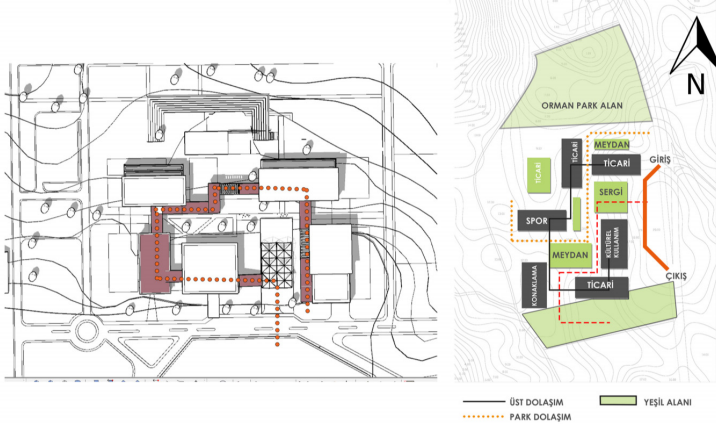 N
ORMAN PARK ALAN
MEYDAN
TİCARİ
TİCARİ
GİRİŞ
TİCARİ
SERGİ
SPOR
KÜLTÜREL
KULLANIM
MEYDAN
KONAKLAMA
TİCARİ
ÇIKIŞ
ÜST DOLAŞIM
YEŞİL ALANI
PARK DOLAŞIM